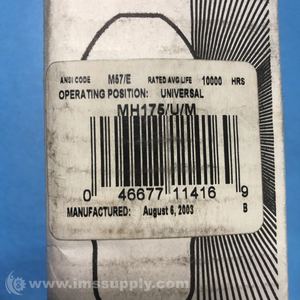 ANSI CODE M57/E RATED AVG LIFE 10000 HRS
OPERATING POSITION: UNIVERSAL
MH175/U/M
0 46677 11416 9
MANUFACTURED: August 6, 2003 B
© www.imssupply.com